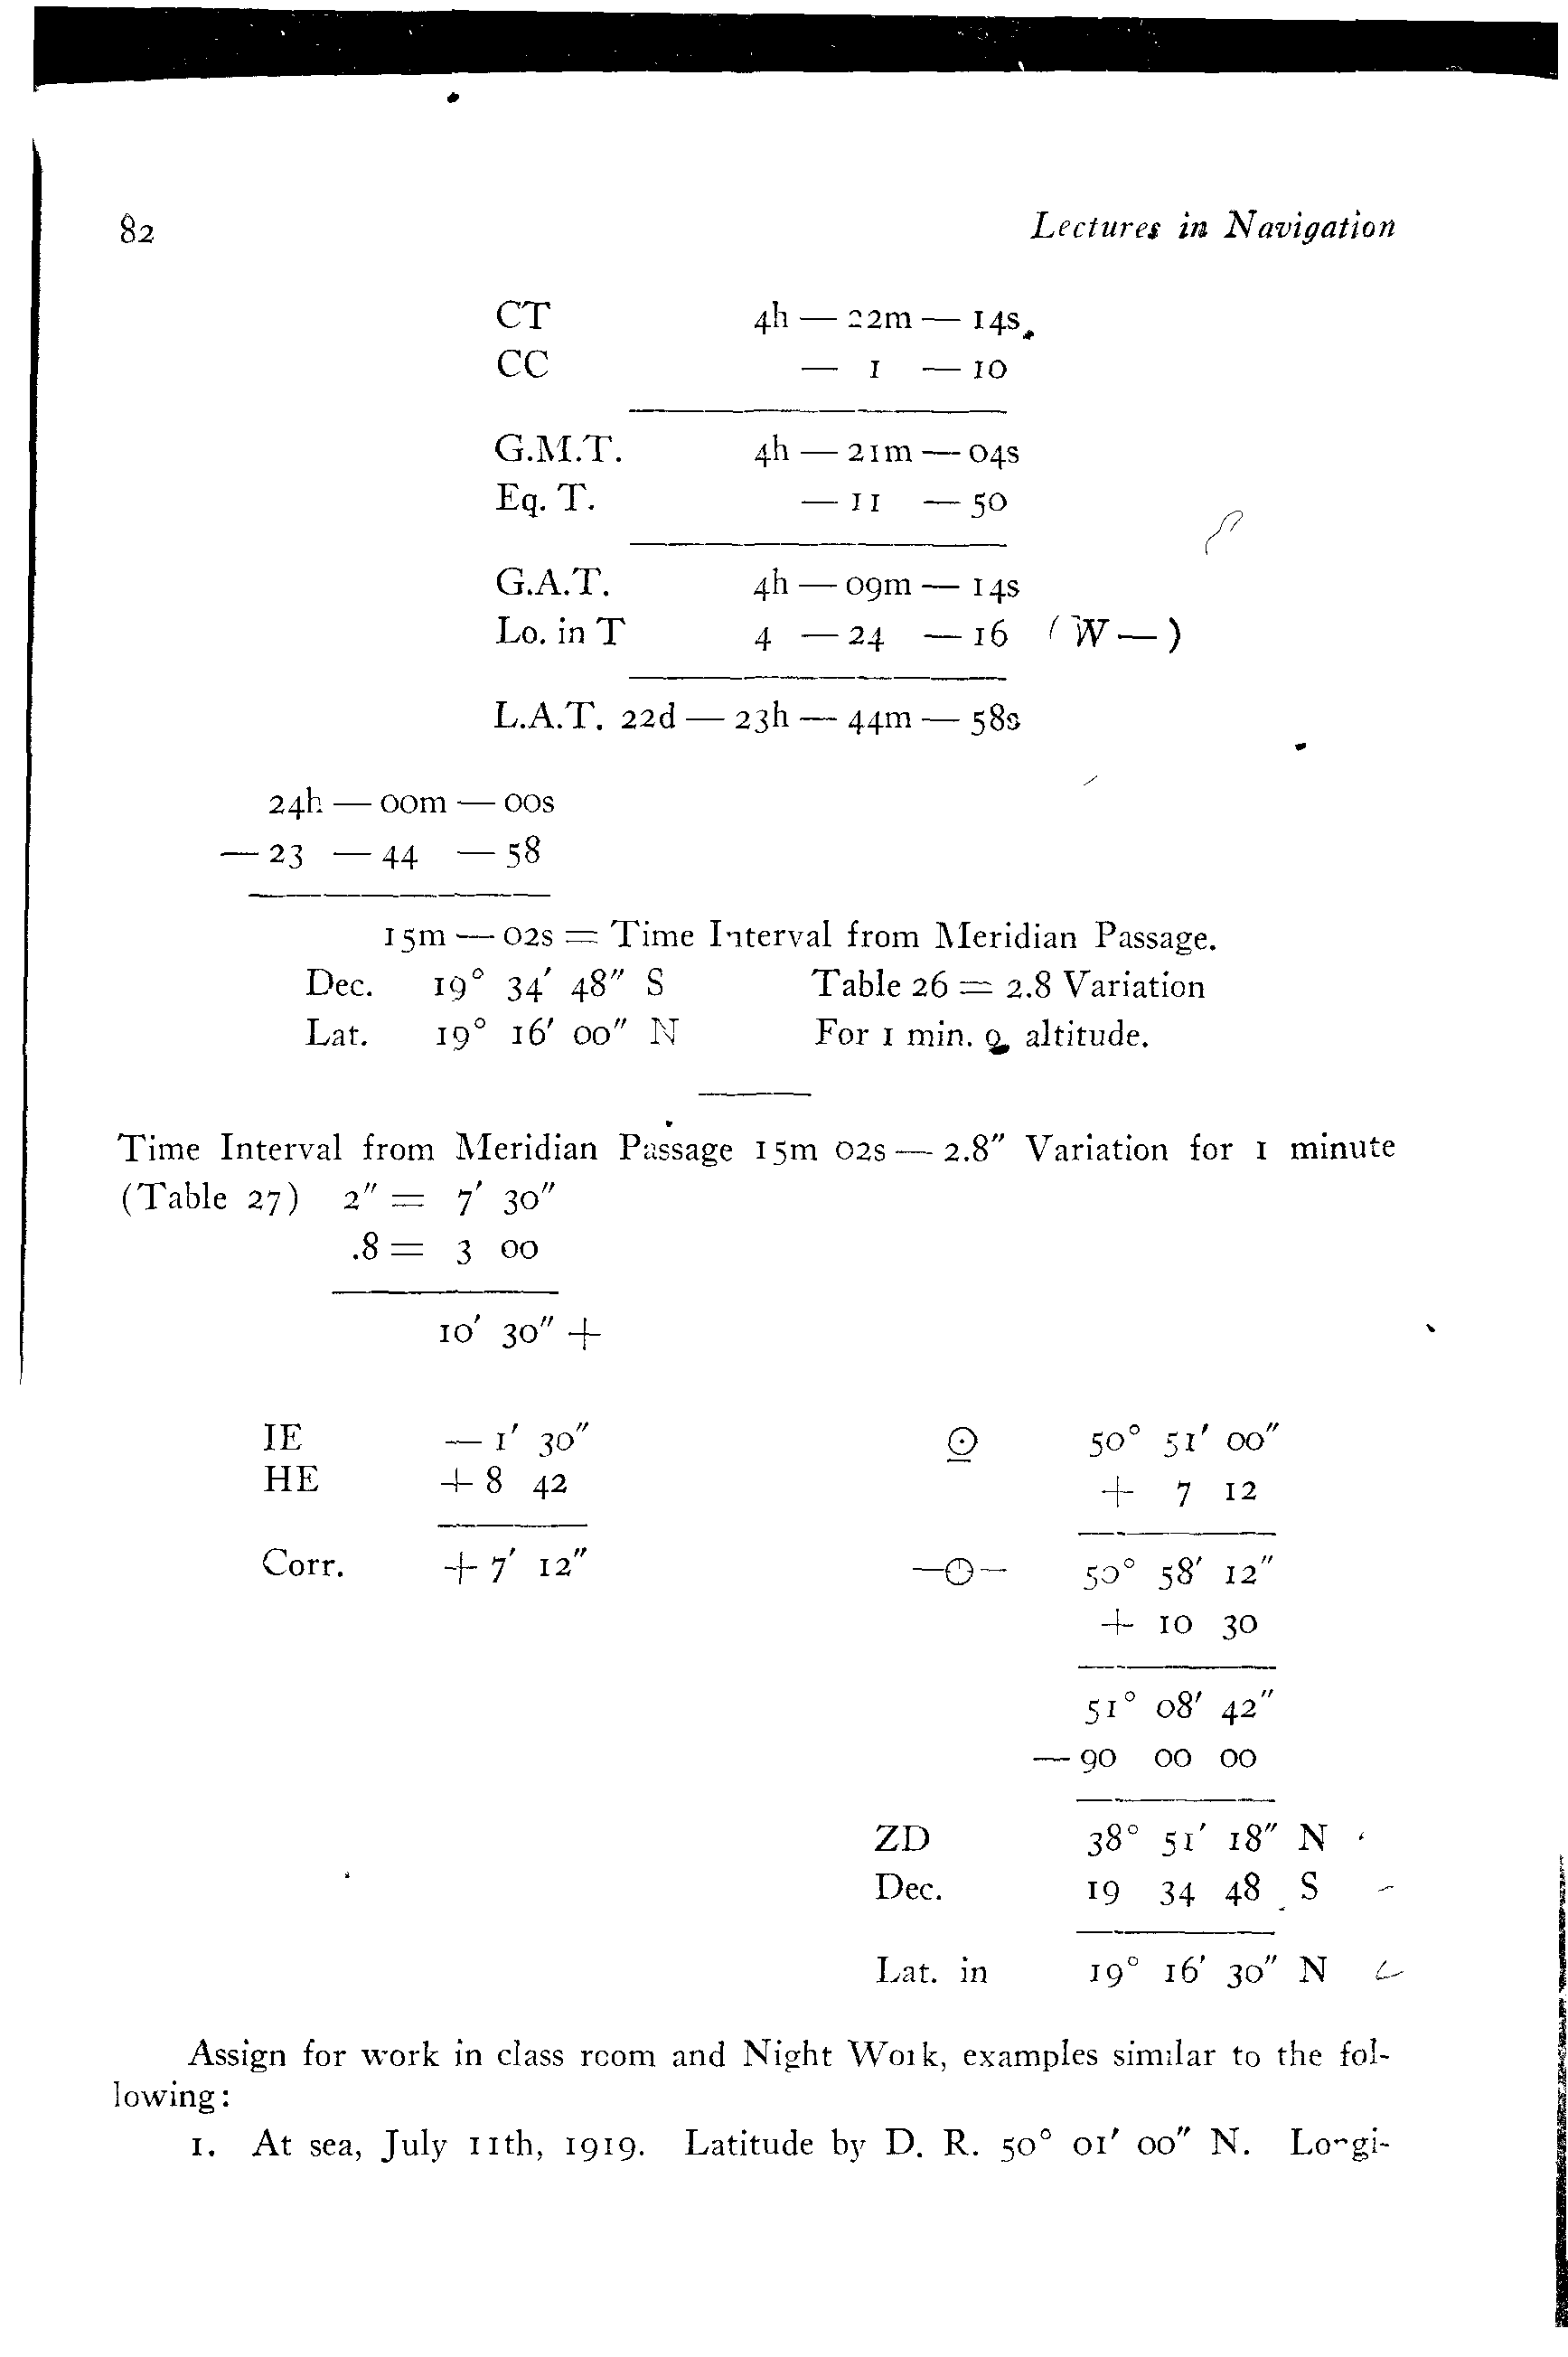 82 Lectures in Navigation
CT 4h — 22m — 14s
CC — 1 — 10
G.M.T. 4h — 21m — 04s
Eq. T. — 11 — 50
G.A.T. 4h — 09m — 14s
Lo. in T 4 — 24 — 16 (W—)
L.A.T. 22d — 23h — 44m — 58s
24h — 00m — 00s
— 23 — 44 — 58
15m — 02s = Time Interval from Meridian Passage.
Dec. 19° 34′ 48″ S Table 26 = 2.8 Variation
Lat. 19° 16′ 00″ N For 1 min. altitude.
Time Interval from Meridian Passage 15m 02s — 2.8″ Variation for 1 minute
(Table 27) 2″ = 7′ 30″
.8 = 3 00
10′ 30″ +
IE — 1′ 30″ ☉ 50° 51′ 00″
HE + 8 42 + 7 12
Corr. + 7′ 12″ —☉— 50° 58′ 12″
+ 10 30
51° 08′ 42″
— 90 00 00
ZD 38° 51′ 18″ N
Dec. 19 34 48 S
Lat. in 19° 16′ 30″ N
Assign for work in class room and Night Work, examples similar to the fol-
lowing:
1. At sea, July 11th, 1919. Latitude by D. R. 50° 01′ 00″ N. Longi-